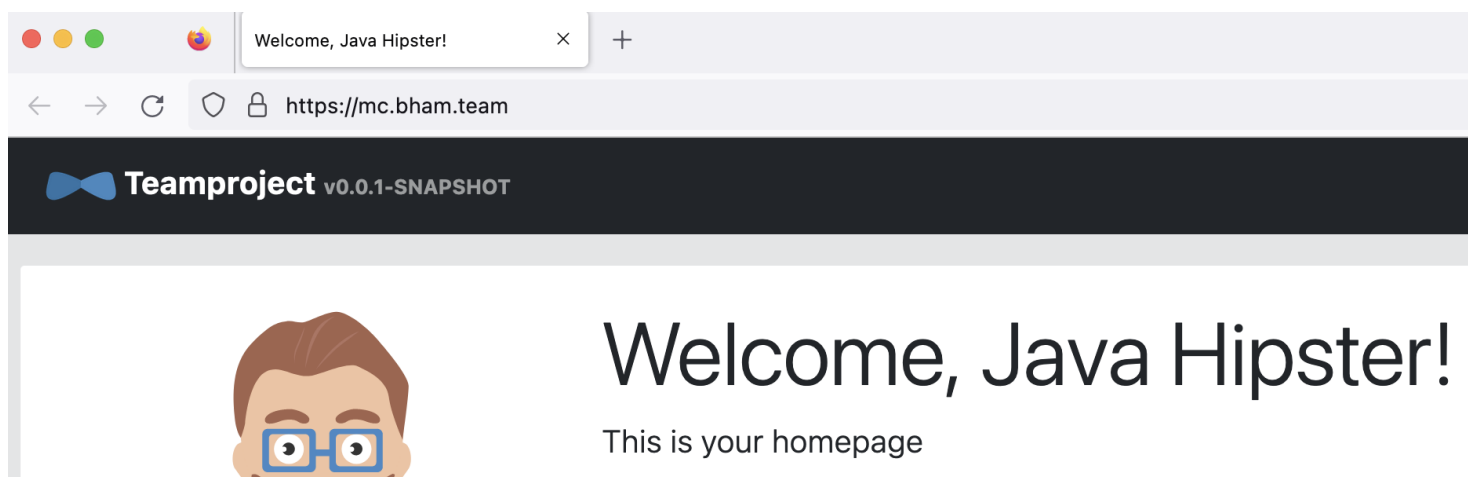 Welcome, Java Hipster!
https://mc.bham.team
Teamproject v0.0.1-SNAPSHOT
Welcome, Java Hipster!
This is your homepage